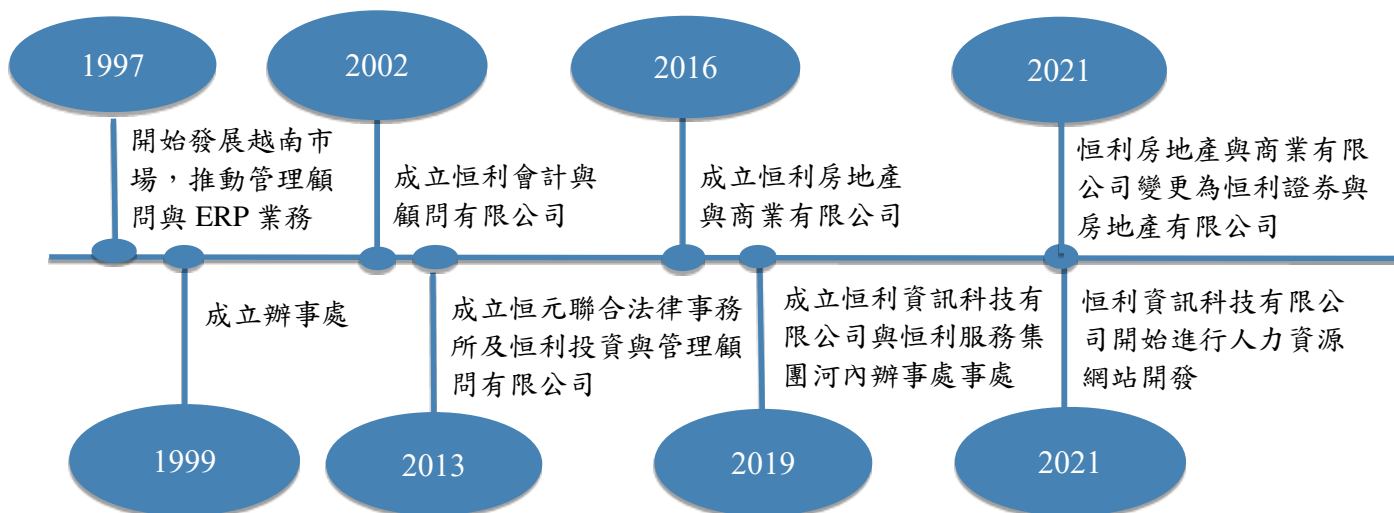 1997
2002
2016
2021
開始發展越南市
場，推動管理顧
問與 ERP 業務
成立恒利會計與
顧問有限公司
成立恒利房地產
與商業有限公司
恒利房地產與商業有限
公司變更為恒利證券與
房地產有限公司
成立辦事處
成立恒元聯合法律事務
所及恒利投資與管理顧
問有限公司
成立恒利資訊科技有
限公司與恒利服務集
團河內辦事處事處
恒利資訊科技有限公
司開始進行人力資源
網站開發
1999
2013
2019
2021